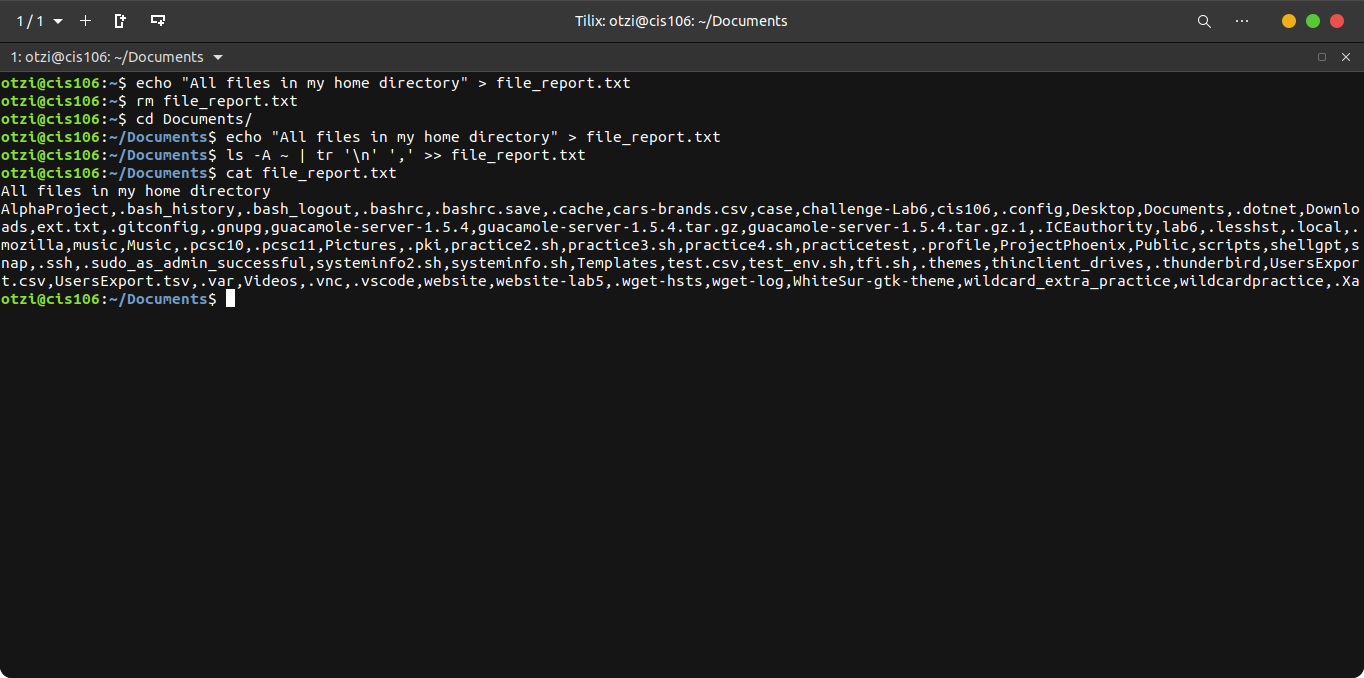 1 / 1
Tilix: otzi@cis106: ~/Documents
1: otzi@cis106: ~/Documents
otzi@cis106:~$ echo "All files in my home directory" > file_report.txt
otzi@cis106:~$ rm file_report.txt
otzi@cis106:~$ cd Documents/
otzi@cis106:~/Documents$ echo "All files in my home directory" > file_report.txt
otzi@cis106:~/Documents$ ls -A ~ | tr '\n' ',' >> file_report.txt
otzi@cis106:~/Documents$ cat file_report.txt
All files in my home directory
AlphaProject,.bash_history,.bash_logout,.bashrc,.bashrc.save,.cache,cars-brands.csv,case,challenge-Lab6,cis106,.config,Desktop,Documents,.dotnet,Downlo
ads,ext.txt,.gitconfig,.gnupg,guacamole-server-1.5.4,guacamole-server-1.5.4.tar.gz,guacamole-server-1.5.4.tar.gz.1,.ICEauthority,lab6,.lesshst,.local,.
mozilla,music,Music,.pcsc10,.pcsc11,Pictures,.pki,practice2.sh,practice3.sh,practice4.sh,practicetest,.profile,ProjectPhoenix,Public,scripts,shellgpt,s
nap,.ssh,.sudo_as_admin_successful,systeminfo2.sh,systeminfo.sh,Templates,test.csv,test_env.sh,tfi.sh,.themes,thinclient_drives,.thunderbird,UsersExpor
t.csv,UsersExport.tsv,.var,Videos,.vnc,.vscode,website,website-lab5,.wget-hsts,wget-log,WhiteSur-gtk-theme,wildcard_extra_practice,wildcardpractice,.Xa
otzi@cis106:~/Documents$